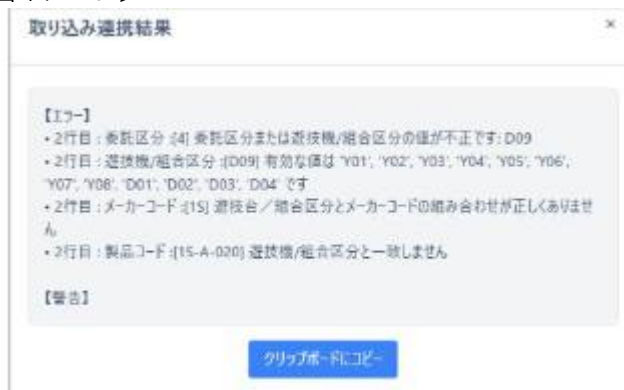 取り込み連携結果
×
【エラー】
• 2行目 : 委託区分 :[4] 委託区分または遊技機/組合区分の値が不正です: D09
• 2行目 : 遊技機/組合区分 :[D09] 有効な値は 'Y01', 'Y02', 'Y03', 'Y04', 'Y05', 'Y06',
'Y07', 'Y08', 'D01', 'D02', 'D03', 'D04' です
• 2行目 : メーカーコード :[1S] 遊技台／組合区分とメーカーコードの組み合わせが正しくありませ
ん
• 2行目 : 製品コード :[1S-A-020] 遊技機/組合区分と一致しません
【警告】
クリップボードにコピー